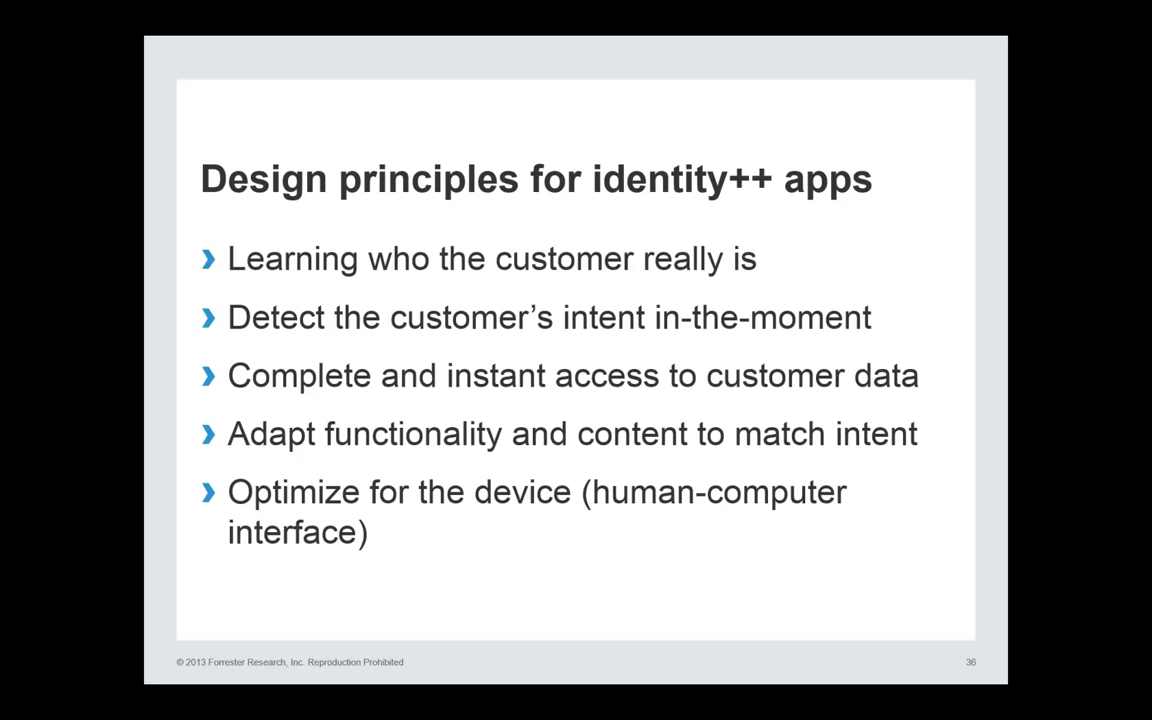 Design principles for identity++ apps
› Learning who the customer really is
› Detect the customer’s intent in-the-moment
› Complete and instant access to customer data
› Adapt functionality and content to match intent
› Optimize for the device (human-computer
interface)
© 2013 Forrester Research, Inc. Reproduction Prohibited
36